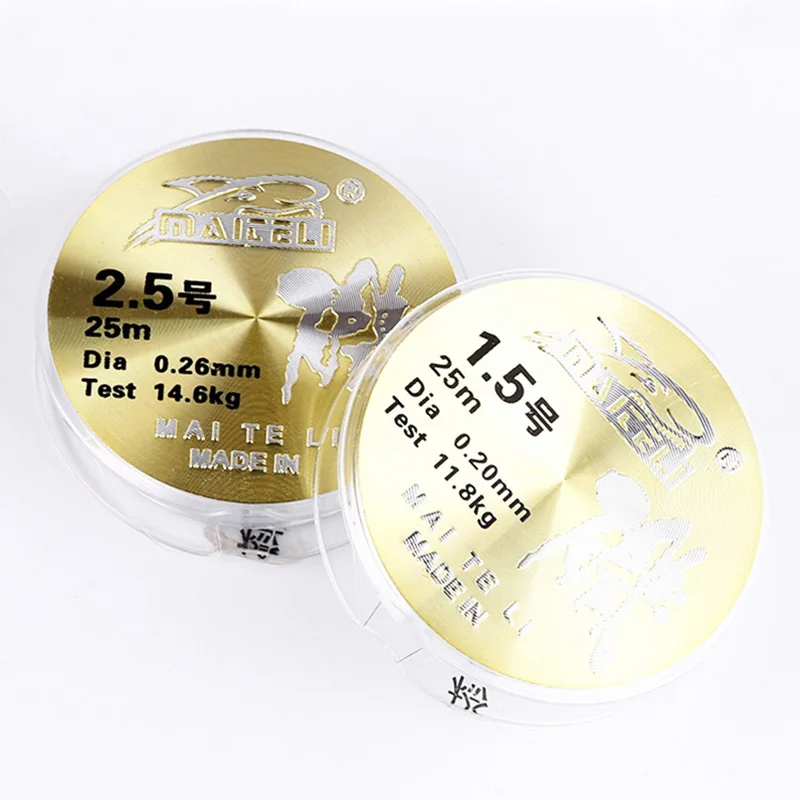 MAITELI ®
2.5号
25m
Dia 0.26mm
Test 14.6kg
MAI TE LI
MADE IN
MAITELI ®
1.5号
25m
Dia 0.20mm
Test 11.8kg
MAI TE LI
MADE IN